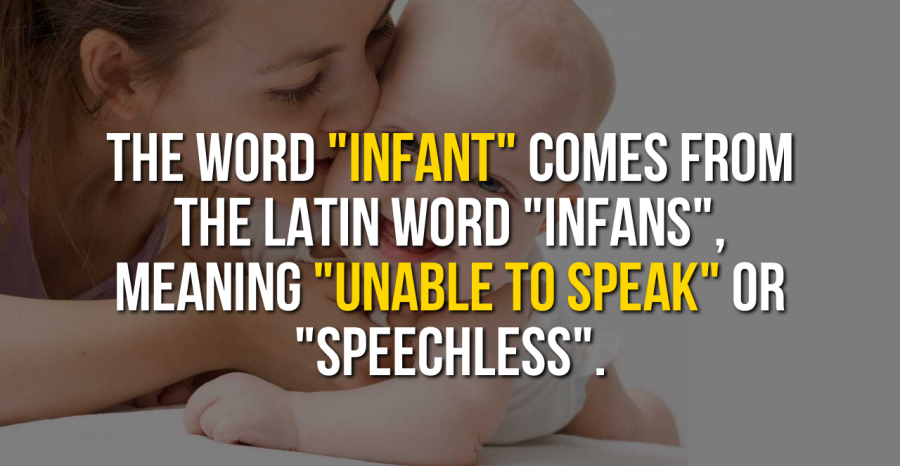 THE WORD "INFANT" COMES FROM
THE LATIN WORD "INFANS",
MEANING "UNABLE TO SPEAK" OR
"SPEECHLESS".